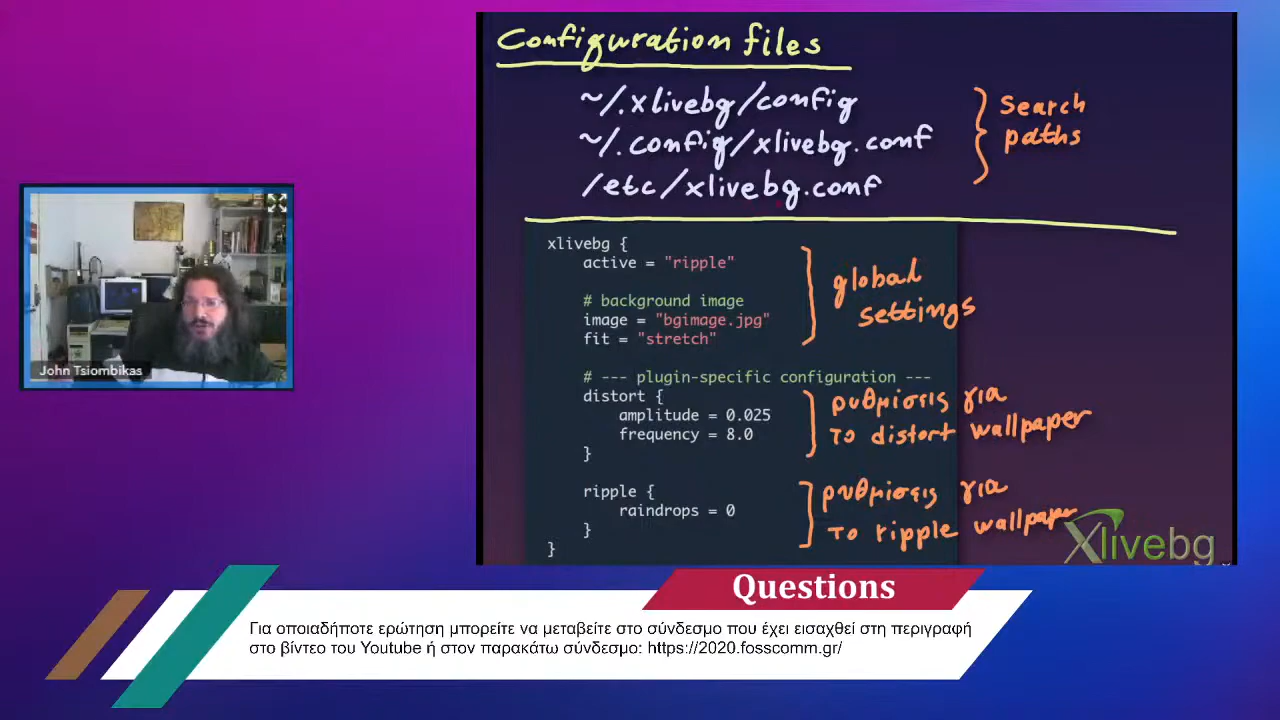 Configuration files
~/.xlivebg/config
~/.config/xlivebg.conf
/etc/xlivebg.conf
Search
paths
xlivebg {
active = "ripple"
# background image
image = "bgimage.jpg"
fit = "stretch"
global
settings
# --- plugin-specific configuration ---
distort {
amplitude = 0.025
frequency = 8.0
}
ρυθμίσεις για
το distort wallpaper
ripple {
raindrops = 0
}
}
ρυθμίσεις για
το ripple wallpaper
Xlivebg
John Tsiombikas
Questions
Για οποιαδήποτε ερώτηση μπορείτε να μεταβείτε στο σύνδεσμο που έχει εισαχθεί στη περιγραφή
στο βίντεο του Youtube ή στον παρακάτω σύνδεσμο: https://2020.fosscomm.gr/